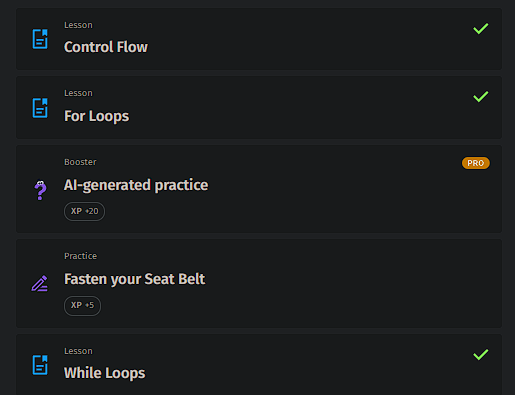 Lesson
Control Flow
Lesson
For Loops
Booster
PRO
AI-generated practice
XP +20
Practice
Fasten your Seat Belt
XP +5
Lesson
While Loops